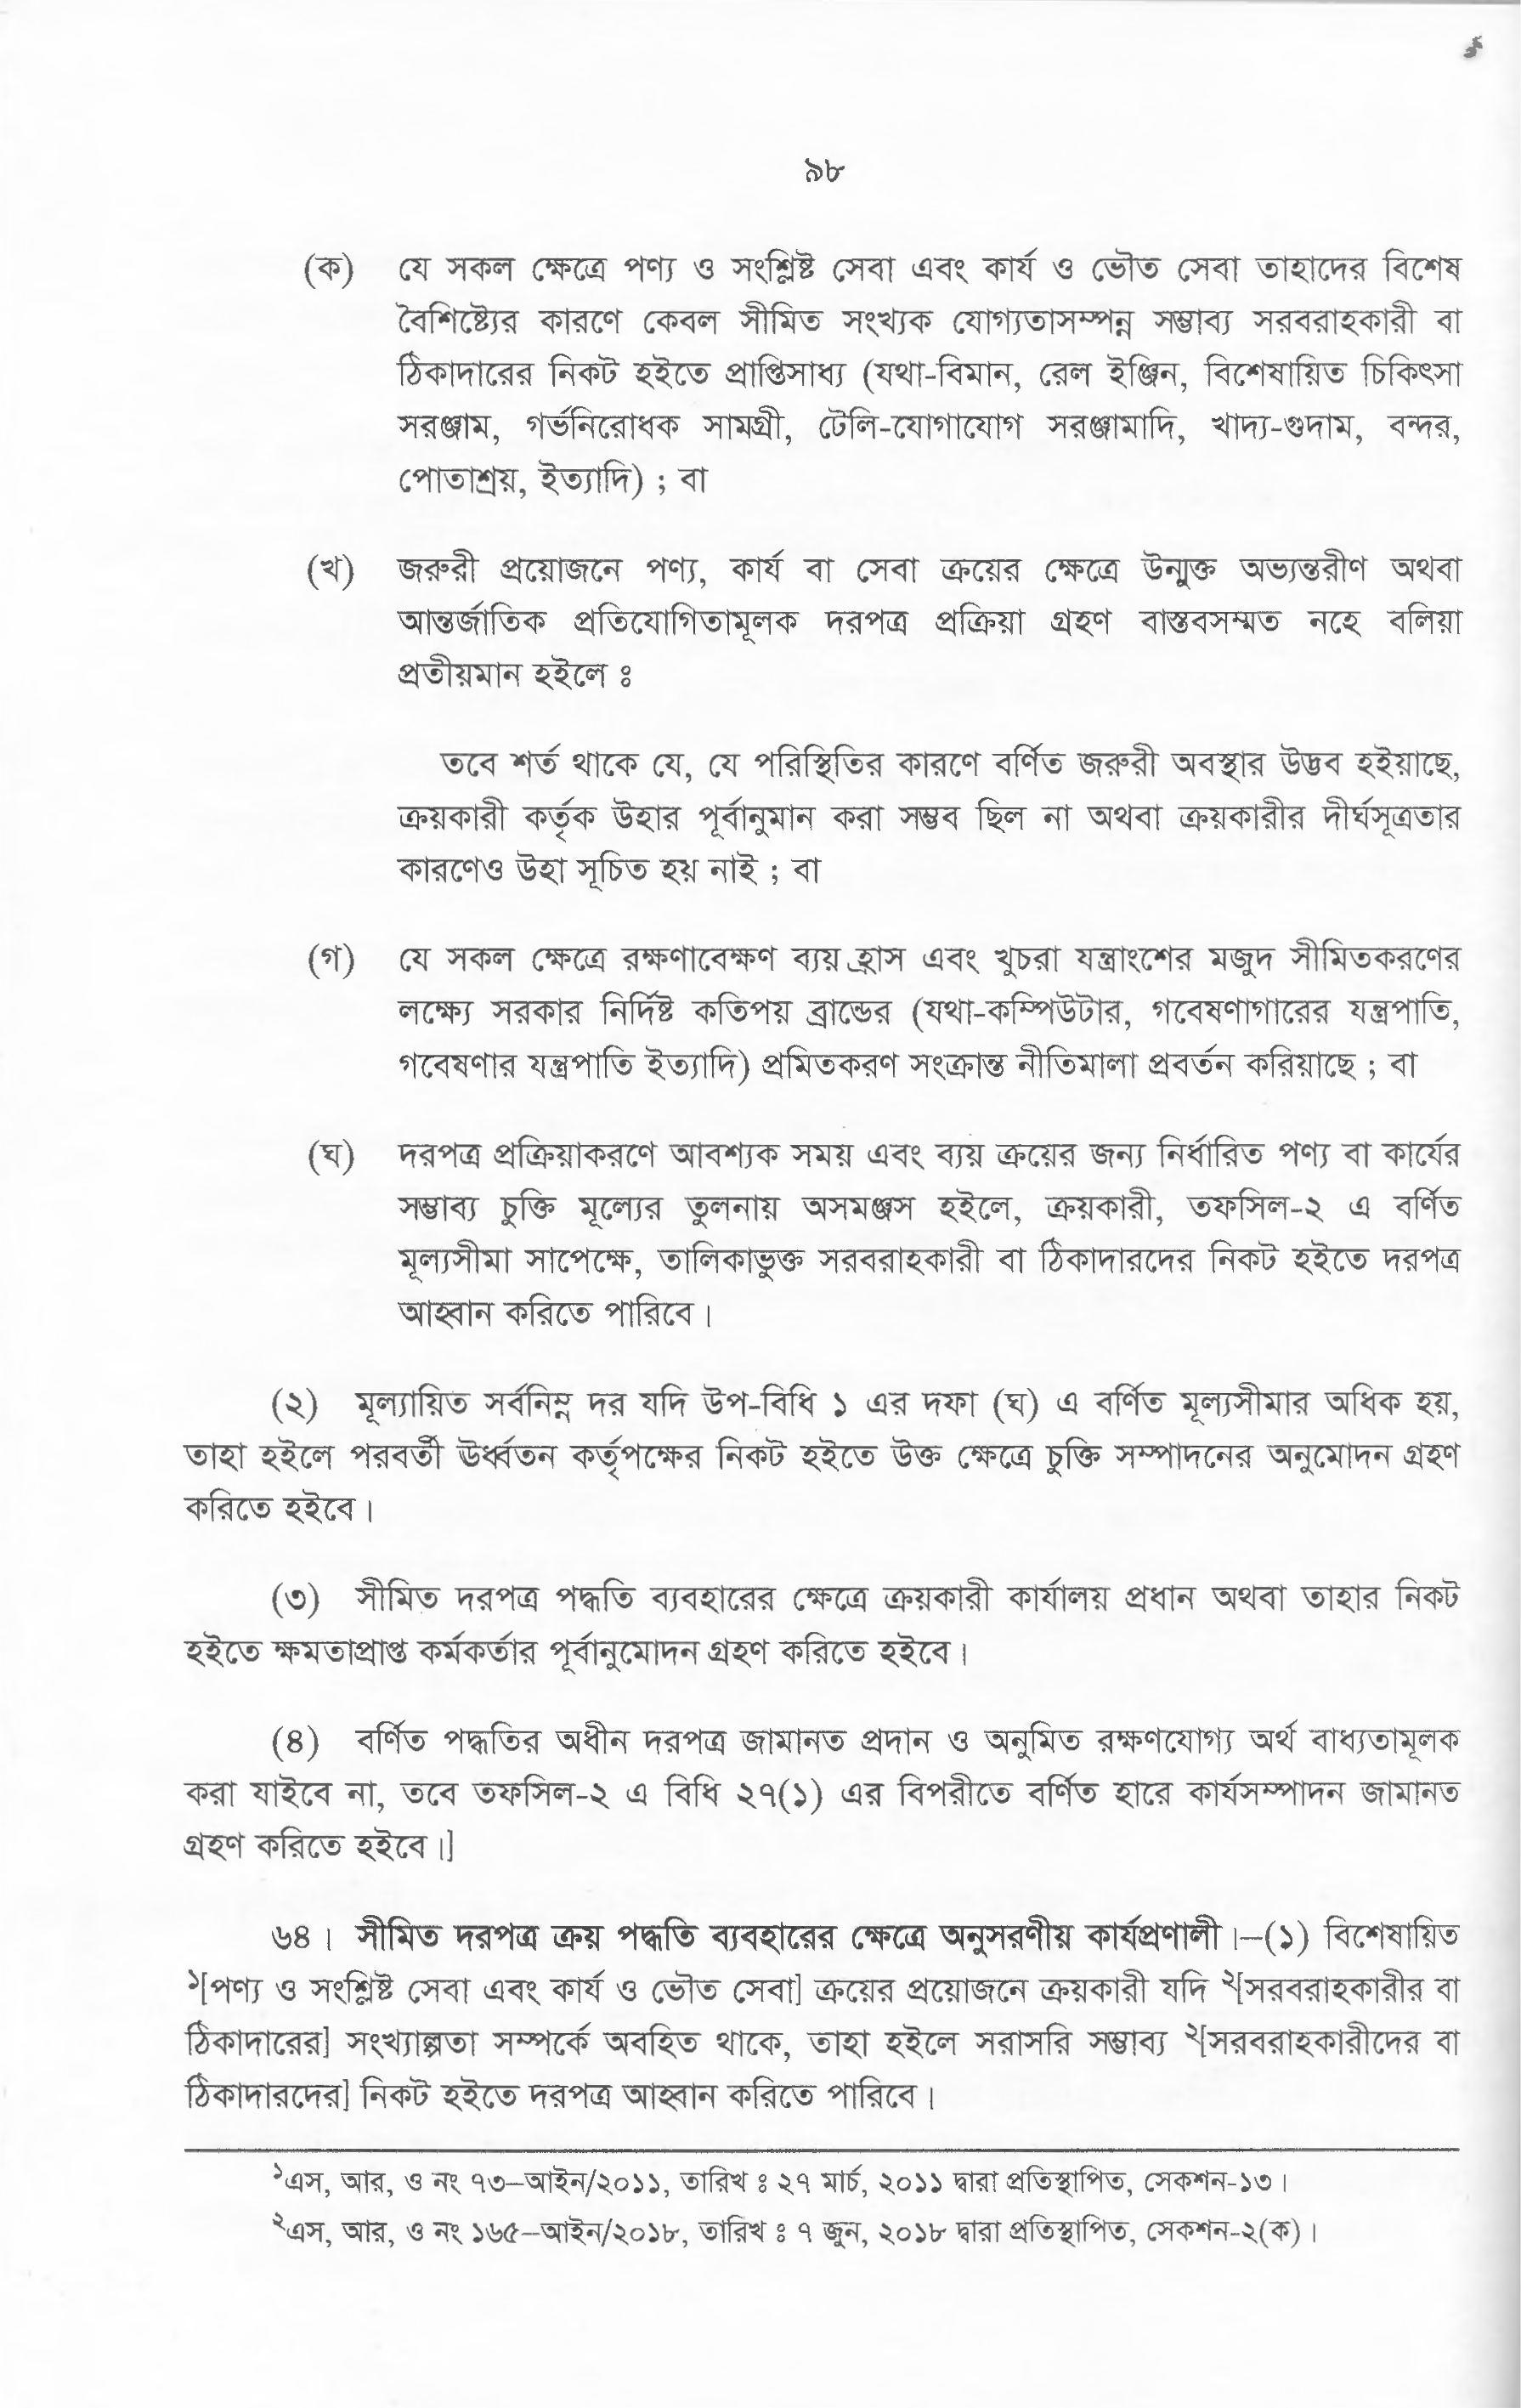 ৯৮
(ক) যে সকল ক্ষেত্রে পণ্য ও সংশ্লিষ্ট সেবা এবং কার্য ও ভৌত সেবা তাহাদের বিশেষ
বৈশিষ্ট্যের কারণে কেবল সীমিত সংখ্যক যোগ্যতাসম্পন্ন সম্ভাব্য সরবরাহকারী বা
ঠিকাদারের নিকট হইতে প্রাপ্তিসাধ্য (যথা-বিমান, রেল ইঞ্জিন, বিশেষায়িত চিকিৎসা
সরঞ্জাম, গর্ভনিরোধক সামগ্রী, টেলি-যোগাযোগ সরঞ্জামাদি, খাদ্য-গুদাম, বন্দর,
পোতাশ্রয়, ইত্যাদি) ; বা
(খ) জরুরী প্রয়োজনে পণ্য, কার্য বা সেবা ক্রয়ের ক্ষেত্রে উন্মুক্ত অভ্যন্তরীণ অথবা
আন্তর্জাতিক প্রতিযোগিতামূলক দরপত্র প্রক্রিয়া গ্রহণ বাস্তবসম্মত নহে বলিয়া
প্রতীয়মান হইলে ঃ
তবে শর্ত থাকে যে, যে পরিস্থিতির কারণে বর্ণিত জরুরী অবস্থার উদ্ভব হইয়াছে,
ক্রয়কারী কর্তৃক উহার পূর্বানুমান করা সম্ভব ছিল না অথবা ক্রয়কারীর দীর্ঘসূত্রতার
কারণেও উহা সূচিত হয় নাই ; বা
(গ) যে সকল ক্ষেত্রে রক্ষণাবেক্ষণ ব্যয় হ্রাস এবং খুচরা যন্ত্রাংশের মজুদ সীমিতকরণের
লক্ষ্যে সরকার নির্দিষ্ট কতিপয় ব্রান্ডের (যথা-কম্পিউটার, গবেষণাগারের যন্ত্রপাতি,
গবেষণার যন্ত্রপাতি ইত্যাদি) প্রমিতকরণ সংক্রান্ত নীতিমালা প্রবর্তন করিয়াছে ; বা
(ঘ) দরপত্র প্রক্রিয়াকরণে আবশ্যক সময় এবং ব্যয় ক্রয়ের জন্য নির্ধারিত পণ্য বা কার্যের
সম্ভাব্য চুক্তি মূল্যের তুলনায় অসমঞ্জস হইলে, ক্রয়কারী, তফসিল-২ এ বর্ণিত
মূল্যসীমা সাপেক্ষে, তালিকাভুক্ত সরবরাহকারী বা ঠিকাদারদের নিকট হইতে দরপত্র
আহ্বান করিতে পারিবে।
(২) মূল্যায়িত সর্বনিম্ন দর যদি উপ-বিধি ১ এর দফা (ঘ) এ বর্ণিত মূল্যসীমার অধিক হয়,
তাহা হইলে পরবর্তী ঊর্ধ্বতন কর্তৃপক্ষের নিকট হইতে উক্ত ক্ষেত্রে চুক্তি সম্পাদনের অনুমোদন গ্রহণ
করিতে হইবে।
(৩) সীমিত দরপত্র পদ্ধতি ব্যবহারের ক্ষেত্রে ক্রয়কারী কার্যালয় প্রধান অথবা তাহার নিকট
হইতে ক্ষমতাপ্রাপ্ত কর্মকর্তার পূর্বানুমোদন গ্রহণ করিতে হইবে।
(৪) বর্ণিত পদ্ধতির অধীন দরপত্র জামানত প্রদান ও অনুমিত রক্ষণযোগ্য অর্থ বাধ্যতামূলক
করা যাইবে না, তবে তফসিল-২ এ বিধি ২৭(১) এর বিপরীতে বর্ণিত হারে কার্যসম্পাদন জামানত
গ্রহণ করিতে হইবে।]
৬৪। সীমিত দরপত্র ক্রয় পদ্ধতি ব্যবহারের ক্ষেত্রে অনুসরণীয় কার্যপ্রণালী।–(১) বিশেষায়িত
১[পণ্য ও সংশ্লিষ্ট সেবা এবং কার্য ও ভৌত সেবা] ক্রয়ের প্রয়োজনে ক্রয়কারী যদি ২[সরবরাহকারীর বা
ঠিকাদারের] সংখ্যাল্পতা সম্পর্কে অবহিত থাকে, তাহা হইলে সরাসরি সম্ভাব্য ২[সরবরাহকারীদের বা
ঠিকাদারদের] নিকট হইতে দরপত্র আহ্বান করিতে পারিবে।
১এস, আর, ও নং ৭৩–আইন/২০১১, তারিখ ঃ ২৭ মার্চ, ২০১১ দ্বারা প্রতিস্থাপিত, সেকশন-১৩।
২এস, আর, ও নং ১৬৫–আইন/২০১৮, তারিখ ঃ ৭ জুন, ২০১৮ দ্বারা প্রতিস্থাপিত, সেকশন-২(ক)।